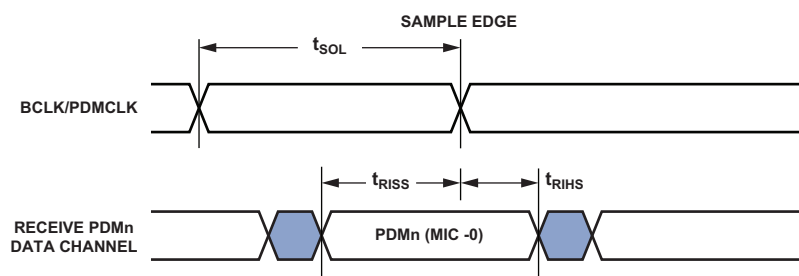 SAMPLE EDGE
tSOL
BCLK/PDMCLK
tRISS
tRIHS
RECEIVE PDMn
DATA CHANNEL
PDMn (MIC -0)